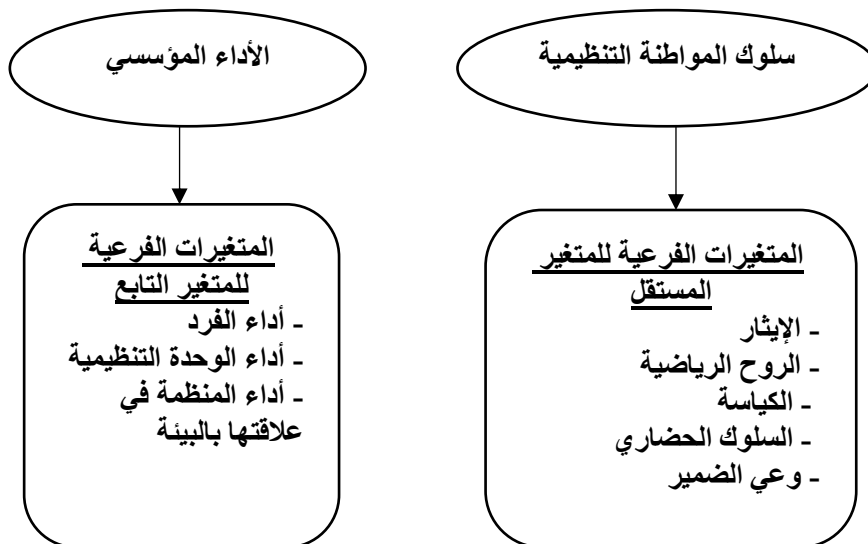 سلوك المواطنة التنظيمية
الأداء المؤسسي
المتغيرات الفرعية للمتغير
المستقل
- الإيثار
- الروح الرياضية
- الكياسة
- السلوك الحضاري
- وعي الضمير
المتغيرات الفرعية
للمتغير التابع
- أداء الفرد
- أداء الوحدة التنظيمية
- أداء المنظمة في
علاقتها بالبيئة